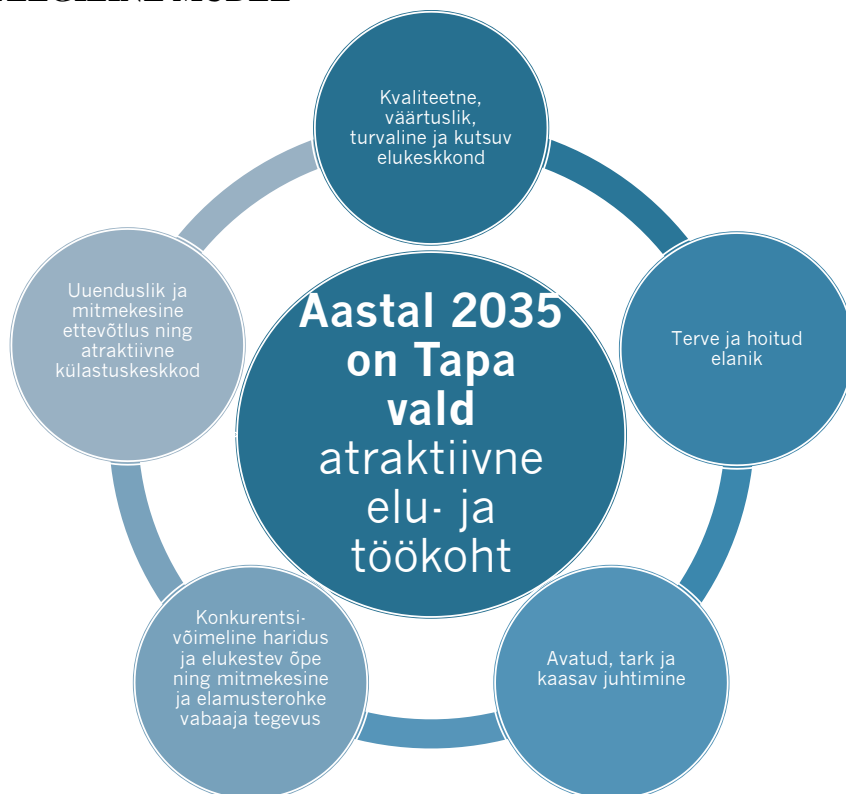 Kvaliteetne,
väärtuslik,
turvaline ja kutsuv
elukeskkond
Terve ja hoitud
elanik
Avatud, tark ja
kaasav juhtimine
Konkurentsi-
võimeline haridus
ja elukestev õpe
ning mitmekesine
ja elamusterohke
vabaaja tegevus
Uuenduslik ja
mitmekesine
ettevõtlus ning
atraktiivne
külastuskeskkod
Aastal 2035
on Tapa
vald
atraktiivne
elu- ja
töökoht